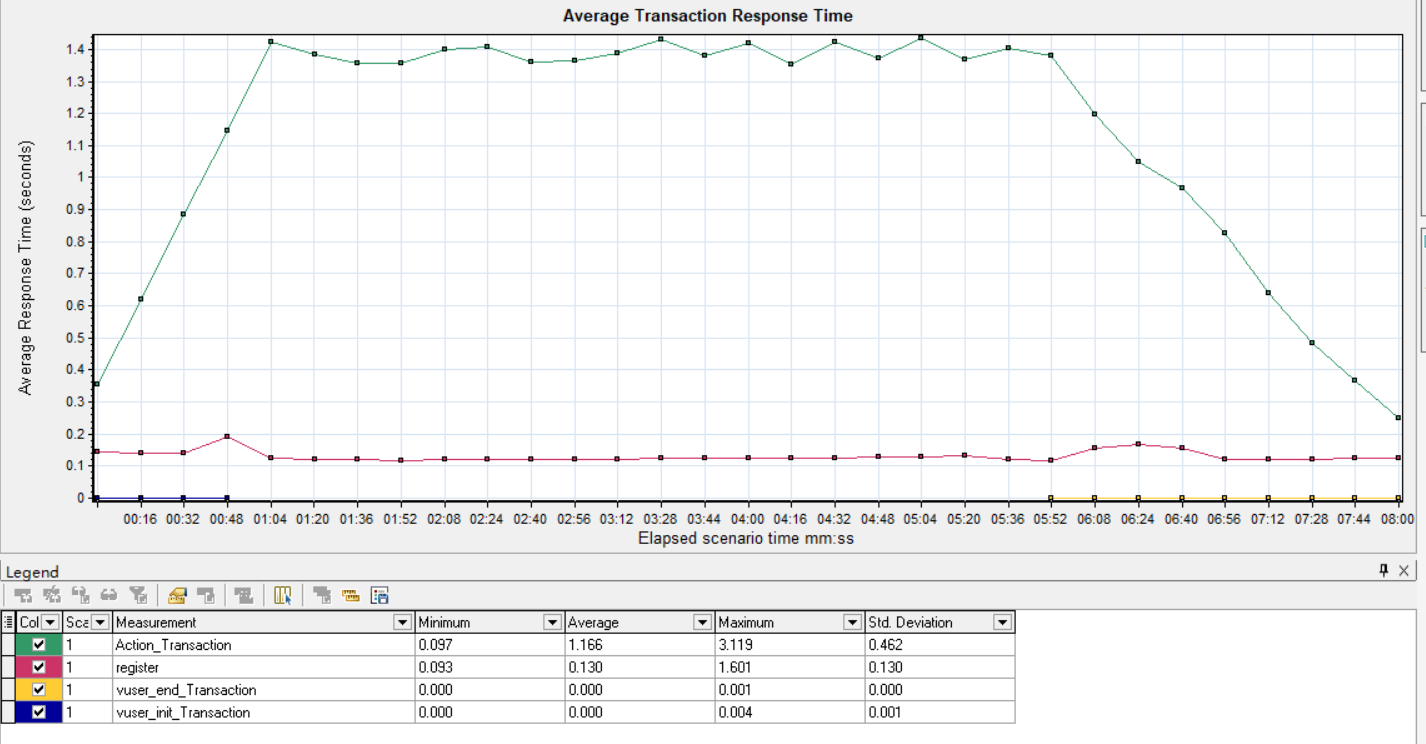 Average Transaction Response Time
Average Response Time (seconds)
1.4
1.3
1.2
1.1
1
0.9
0.8
0.7
0.6
0.5
0.4
0.3
0.2
0.1
0
00:16 00:32 00:48 01:04 01:20 01:36 01:52 02:08 02:24 02:40 02:56 03:12 03:28 03:44 04:00 04:16 04:32 04:48 05:04 05:20 05:36 05:52 06:08 06:24 06:40 06:56 07:12 07:28 07:44 08:00
Elapsed scenario time mm:ss
Legend
Col Sca Measurement Minimum Average Maximum Std. Deviation
1 Action_Transaction 0.097 1.166 3.119 0.462
1 register 0.093 0.130 1.601 0.130
1 vuser_end_Transaction 0.000 0.000 0.001 0.000
1 vuser_init_Transaction 0.000 0.000 0.004 0.001